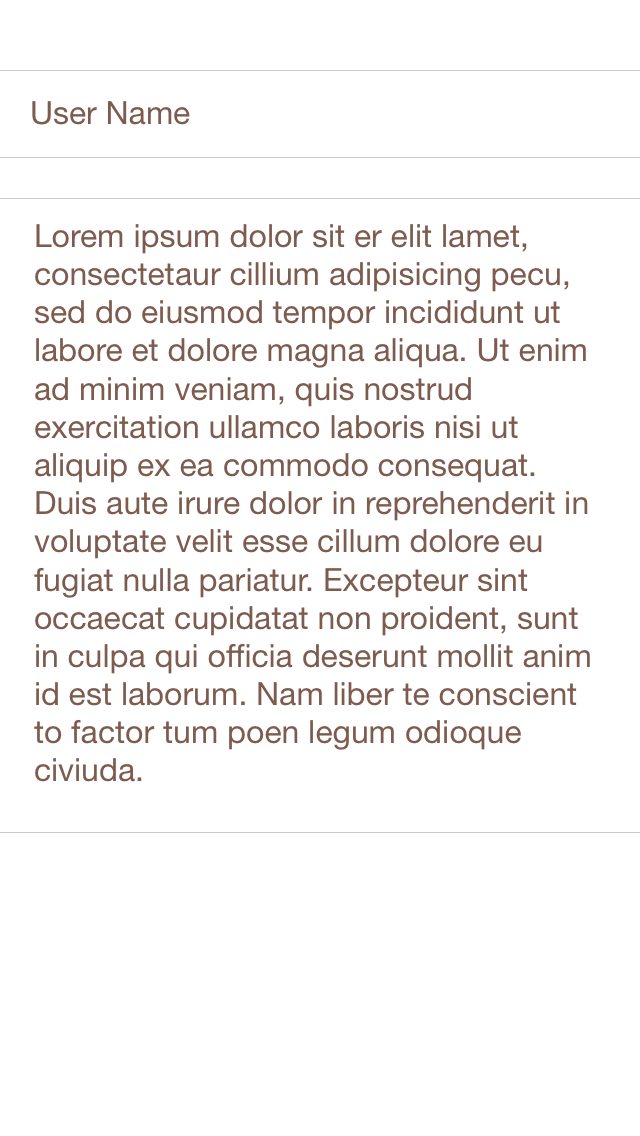 User Name
Lorem ipsum dolor sit er elit lamet,
consectetaur cillium adipisicing pecu,
sed do eiusmod tempor incididunt ut
labore et dolore magna aliqua. Ut enim
ad minim veniam, quis nostrud
exercitation ullamco laboris nisi ut
aliquip ex ea commodo consequat.
Duis aute irure dolor in reprehenderit in
voluptate velit esse cillum dolore eu
fugiat nulla pariatur. Excepteur sint
occaecat cupidatat non proident, sunt
in culpa qui officia deserunt mollit anim
id est laborum. Nam liber te conscient
to factor tum poen legum odioque
civiuda.